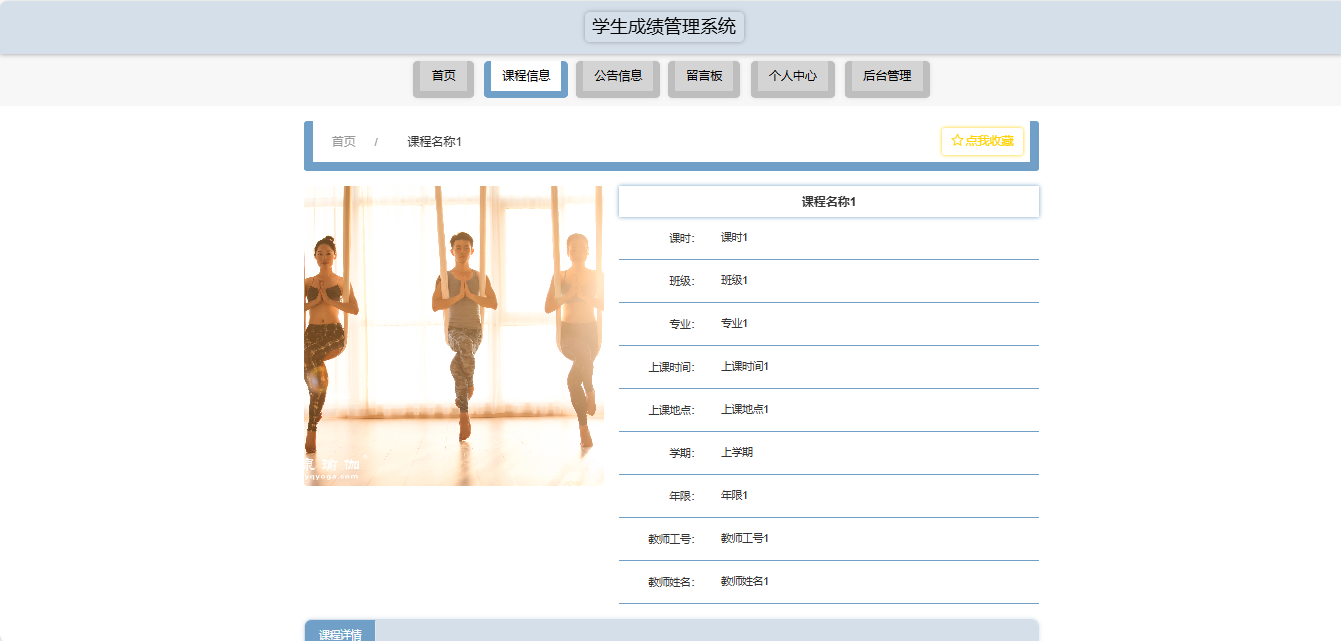 学生成绩管理系统
首页 课程信息 公告信息 留言板 个人中心 后台管理
首页 / 课程名称1 点我收藏
课程名称1
课时: 课时1
班级: 班级1
专业: 专业1
上课时间: 上课时间1
上课地点: 上课地点1
学期: 上学期
年限: 年限1
教师工号: 教师工号1
教师姓名: 教师姓名1
瑜伽
yqyoga.com
课程详情